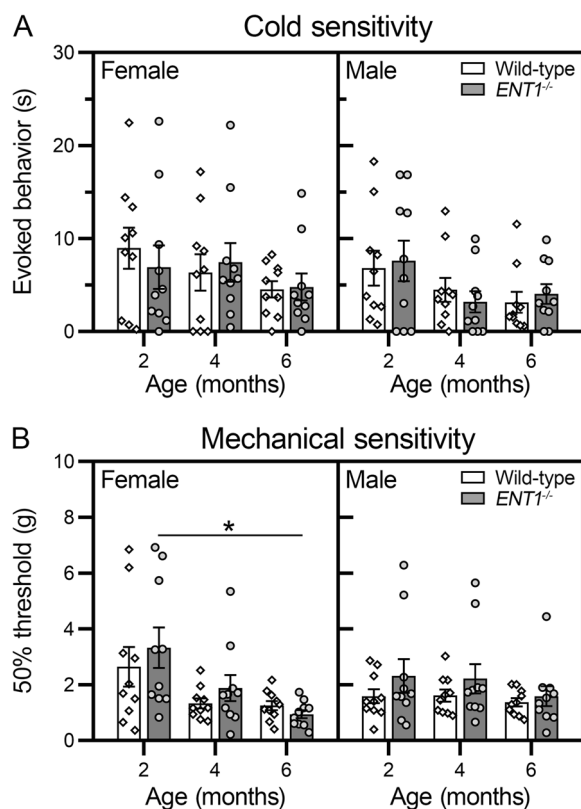 A
Cold sensitivity
Evoked behavior (s)
30
20
10
0
Female
Male
Wild-type
ENT1-/-
2
4
6
2
4
6
Age (months)
Age (months)
B
Mechanical sensitivity
50% threshold (g)
10
8
6
4
2
0
Female
*
Male
Wild-type
ENT1-/-
2
4
6
2
4
6
Age (months)
Age (months)